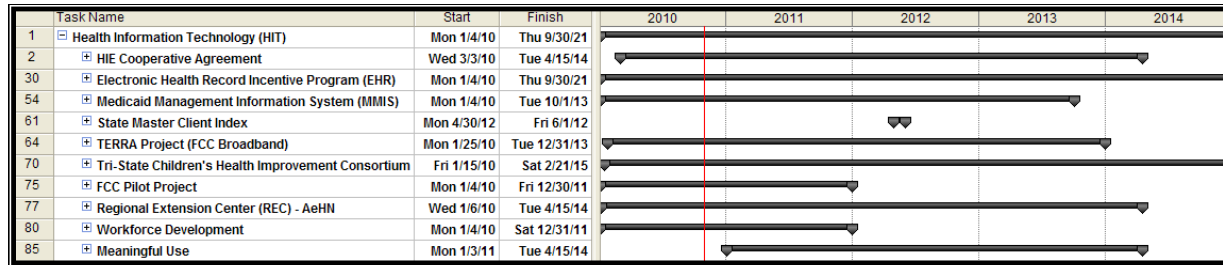 Task Name Start Finish 2010 2011 2012 2013 2014
1 Health Information Technology (HIT) Mon 1/4/10 Thu 9/30/21
2 HIE Cooperative Agreement Wed 3/3/10 Tue 4/15/14
30 Electronic Health Record Incentive Program (EHR) Mon 1/4/10 Thu 9/30/21
54 Medicaid Management Information System (MMIS) Mon 1/4/10 Tue 10/1/13
61 State Master Client Index Mon 4/30/12 Fri 6/1/12
64 TERRA Project (FCC Broadband) Mon 1/25/10 Tue 12/31/13
70 Tri-State Children's Health Improvement Consortium Fri 1/15/10 Sat 2/21/15
75 FCC Pilot Project Mon 1/4/10 Fri 12/30/11
77 Regional Extension Center (REC) - AeHN Wed 1/6/10 Tue 4/15/14
80 Workforce Development Mon 1/4/10 Sat 12/31/11
85 Meaningful Use Mon 1/3/11 Tue 4/15/14